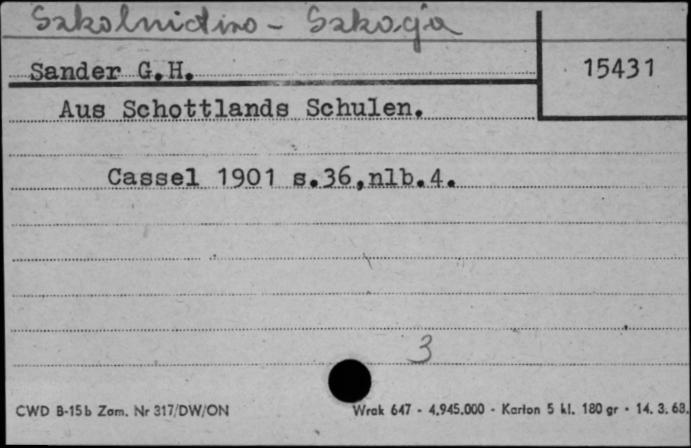 Szkolnictwo - Szkocja
Sander G.H.
15431
Aus Schottlands Schulen.
Cassel 1901 s.36,nlb.4.
3
CWD B-15b Zam. Nr 317/DW/ON
Wrak 647 - 4.945.000 - Karton 5 kl. 180 gr - 14. 3. 63.